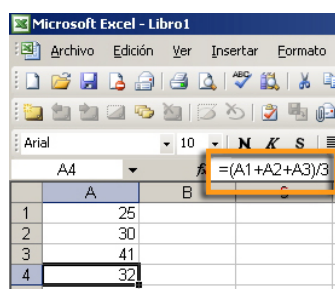 Microsoft Excel - Libro1
Archivo Edición Ver Insertar Formato
Arial 10 N K S
A4 =(A1+A2+A3)/3
A B
1 25
2 30
3 41
4 32